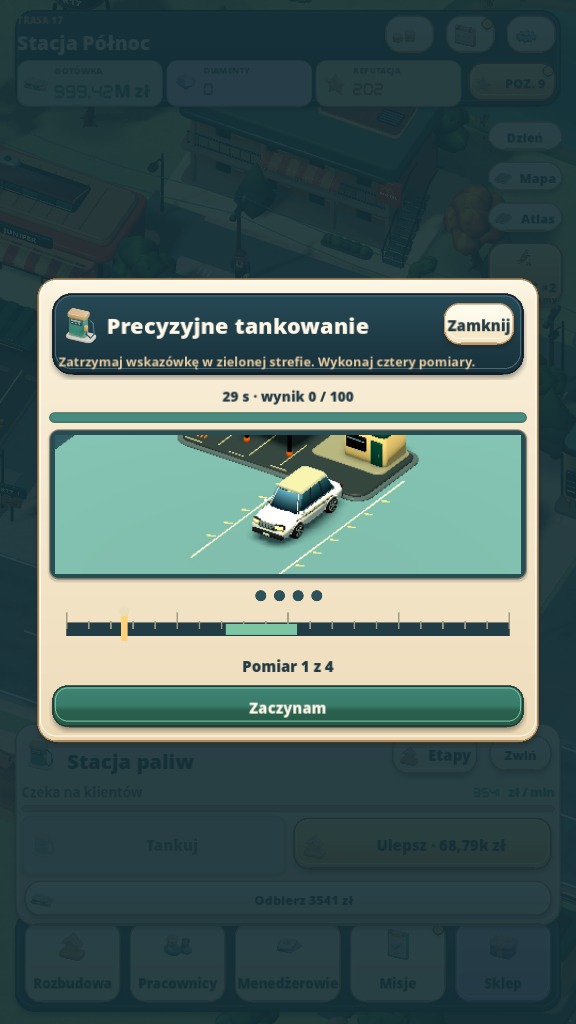 TRASA 17
Stacja Północ
GOTÓWKA
999.42M zł
DIAMENTY
0
REPUTACJA
202
POZ. 9
Dzień
Mapa
Atlas
×2
Precyzyjne tankowanie
Zamknij
Zatrzymaj wskazówkę w zielonej strefie. Wykonaj cztery pomiary.
29 s · wynik 0 / 100
Pomiar 1 z 4
Zaczynam
Stacja paliw
Etapy
Zwiń
Czeka na klientów
zł / min
Tankuj
Ulepsz · 68,79k zł
Odbierz 3541 zł
Rozbudowa
Pracownicy
Menedżerowie
Misje
Sklep